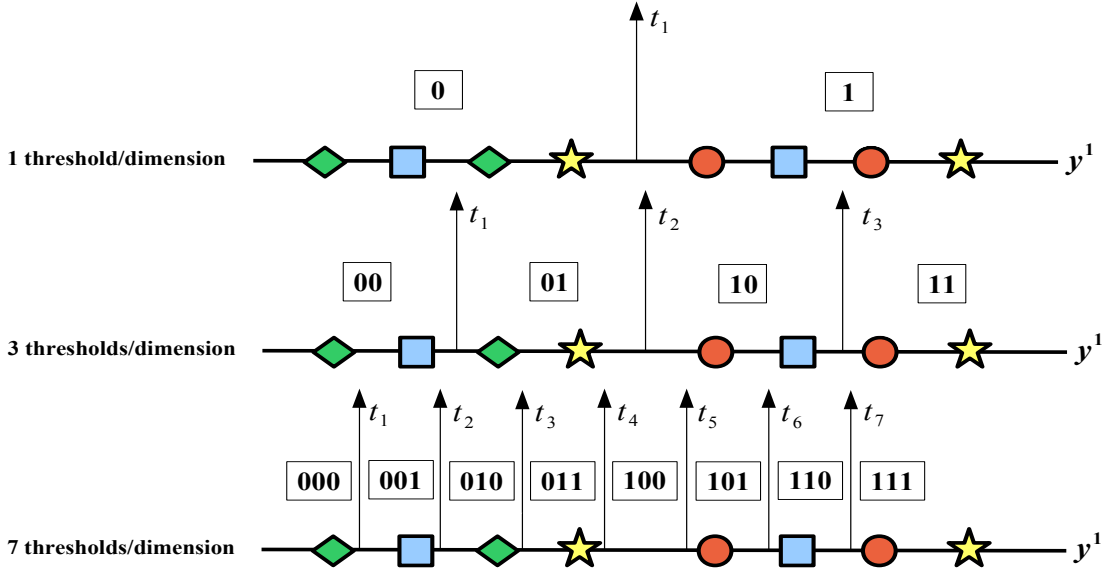 t₁
0
1
1 threshold/dimension
y¹
t₁
t₂
t₃
00
01
10
11
3 thresholds/dimension
y¹
t₁
t₂
t₃
t₄
t₅
t₆
t₇
000
001
010
011
100
101
110
111
7 thresholds/dimension
y¹